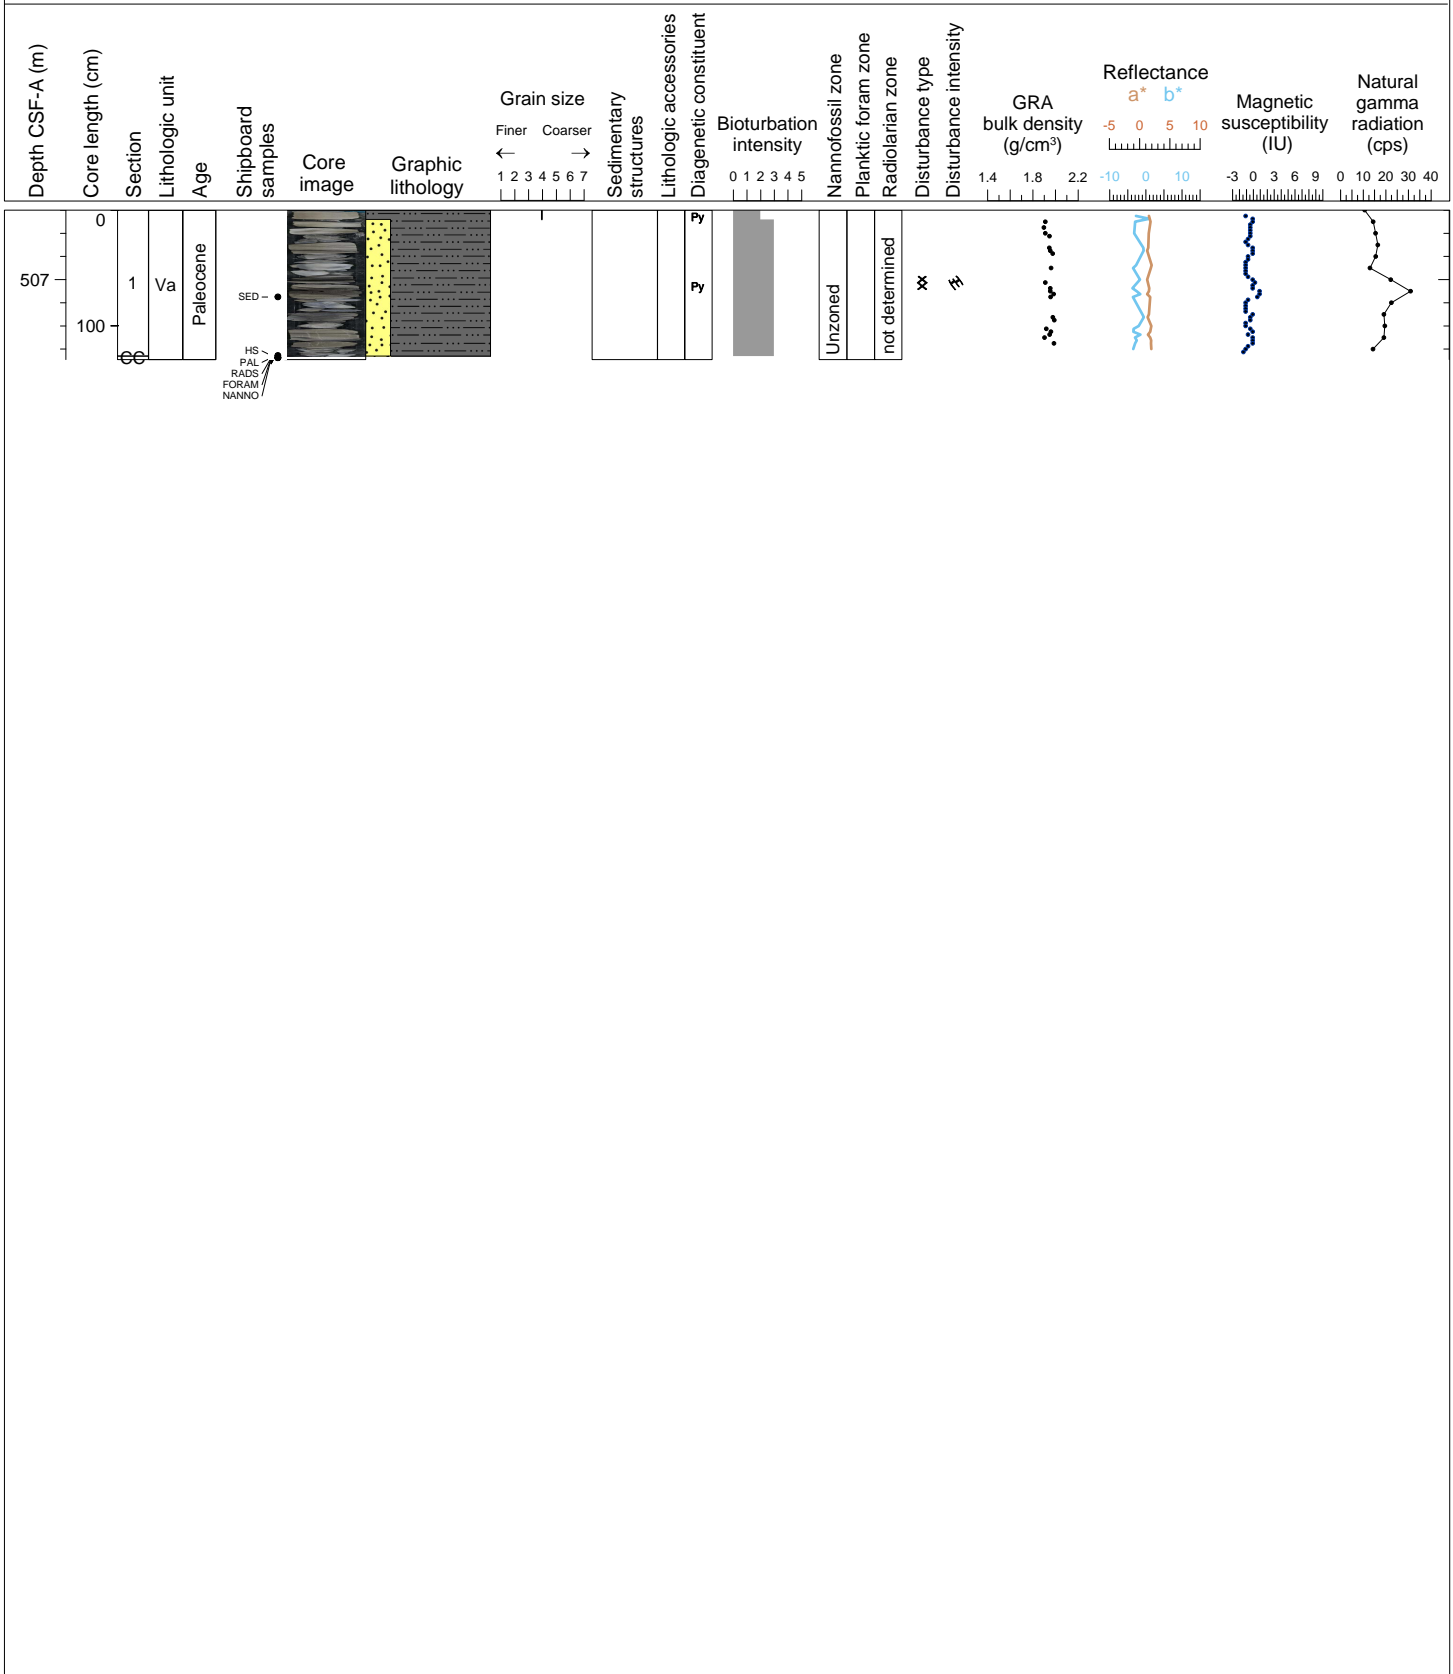 Depth CSF-A (m)
Core length (cm)
Section
Lithologic unit
Age
Shipboard
samples
Core
image
Graphic
lithology
Grain size
Finer Coarser
← →
1 2 3 4 5 6 7
Sedimentary
structures
Lithologic accessories
Diagenetic constituent
Bioturbation
intensity
0 1 2 3 4 5
Nannofossil zone
Planktic foram zone
Radiolarian zone
Disturbance type
Disturbance intensity
GRA
bulk density
(g/cm³)
1.4 1.8 2.2
Reflectance
a* b*
-5 0 5 10
-10 0 10
Magnetic
susceptibility
(IU)
-3 0 3 6 9
Natural
gamma
radiation
(cps)
0 10 20 30 40
0
507
100
1
CC
Va
Paleocene
SED
HS
PAL
RADS
FORAM
NANNO
Py
Py
Unzoned
not determined